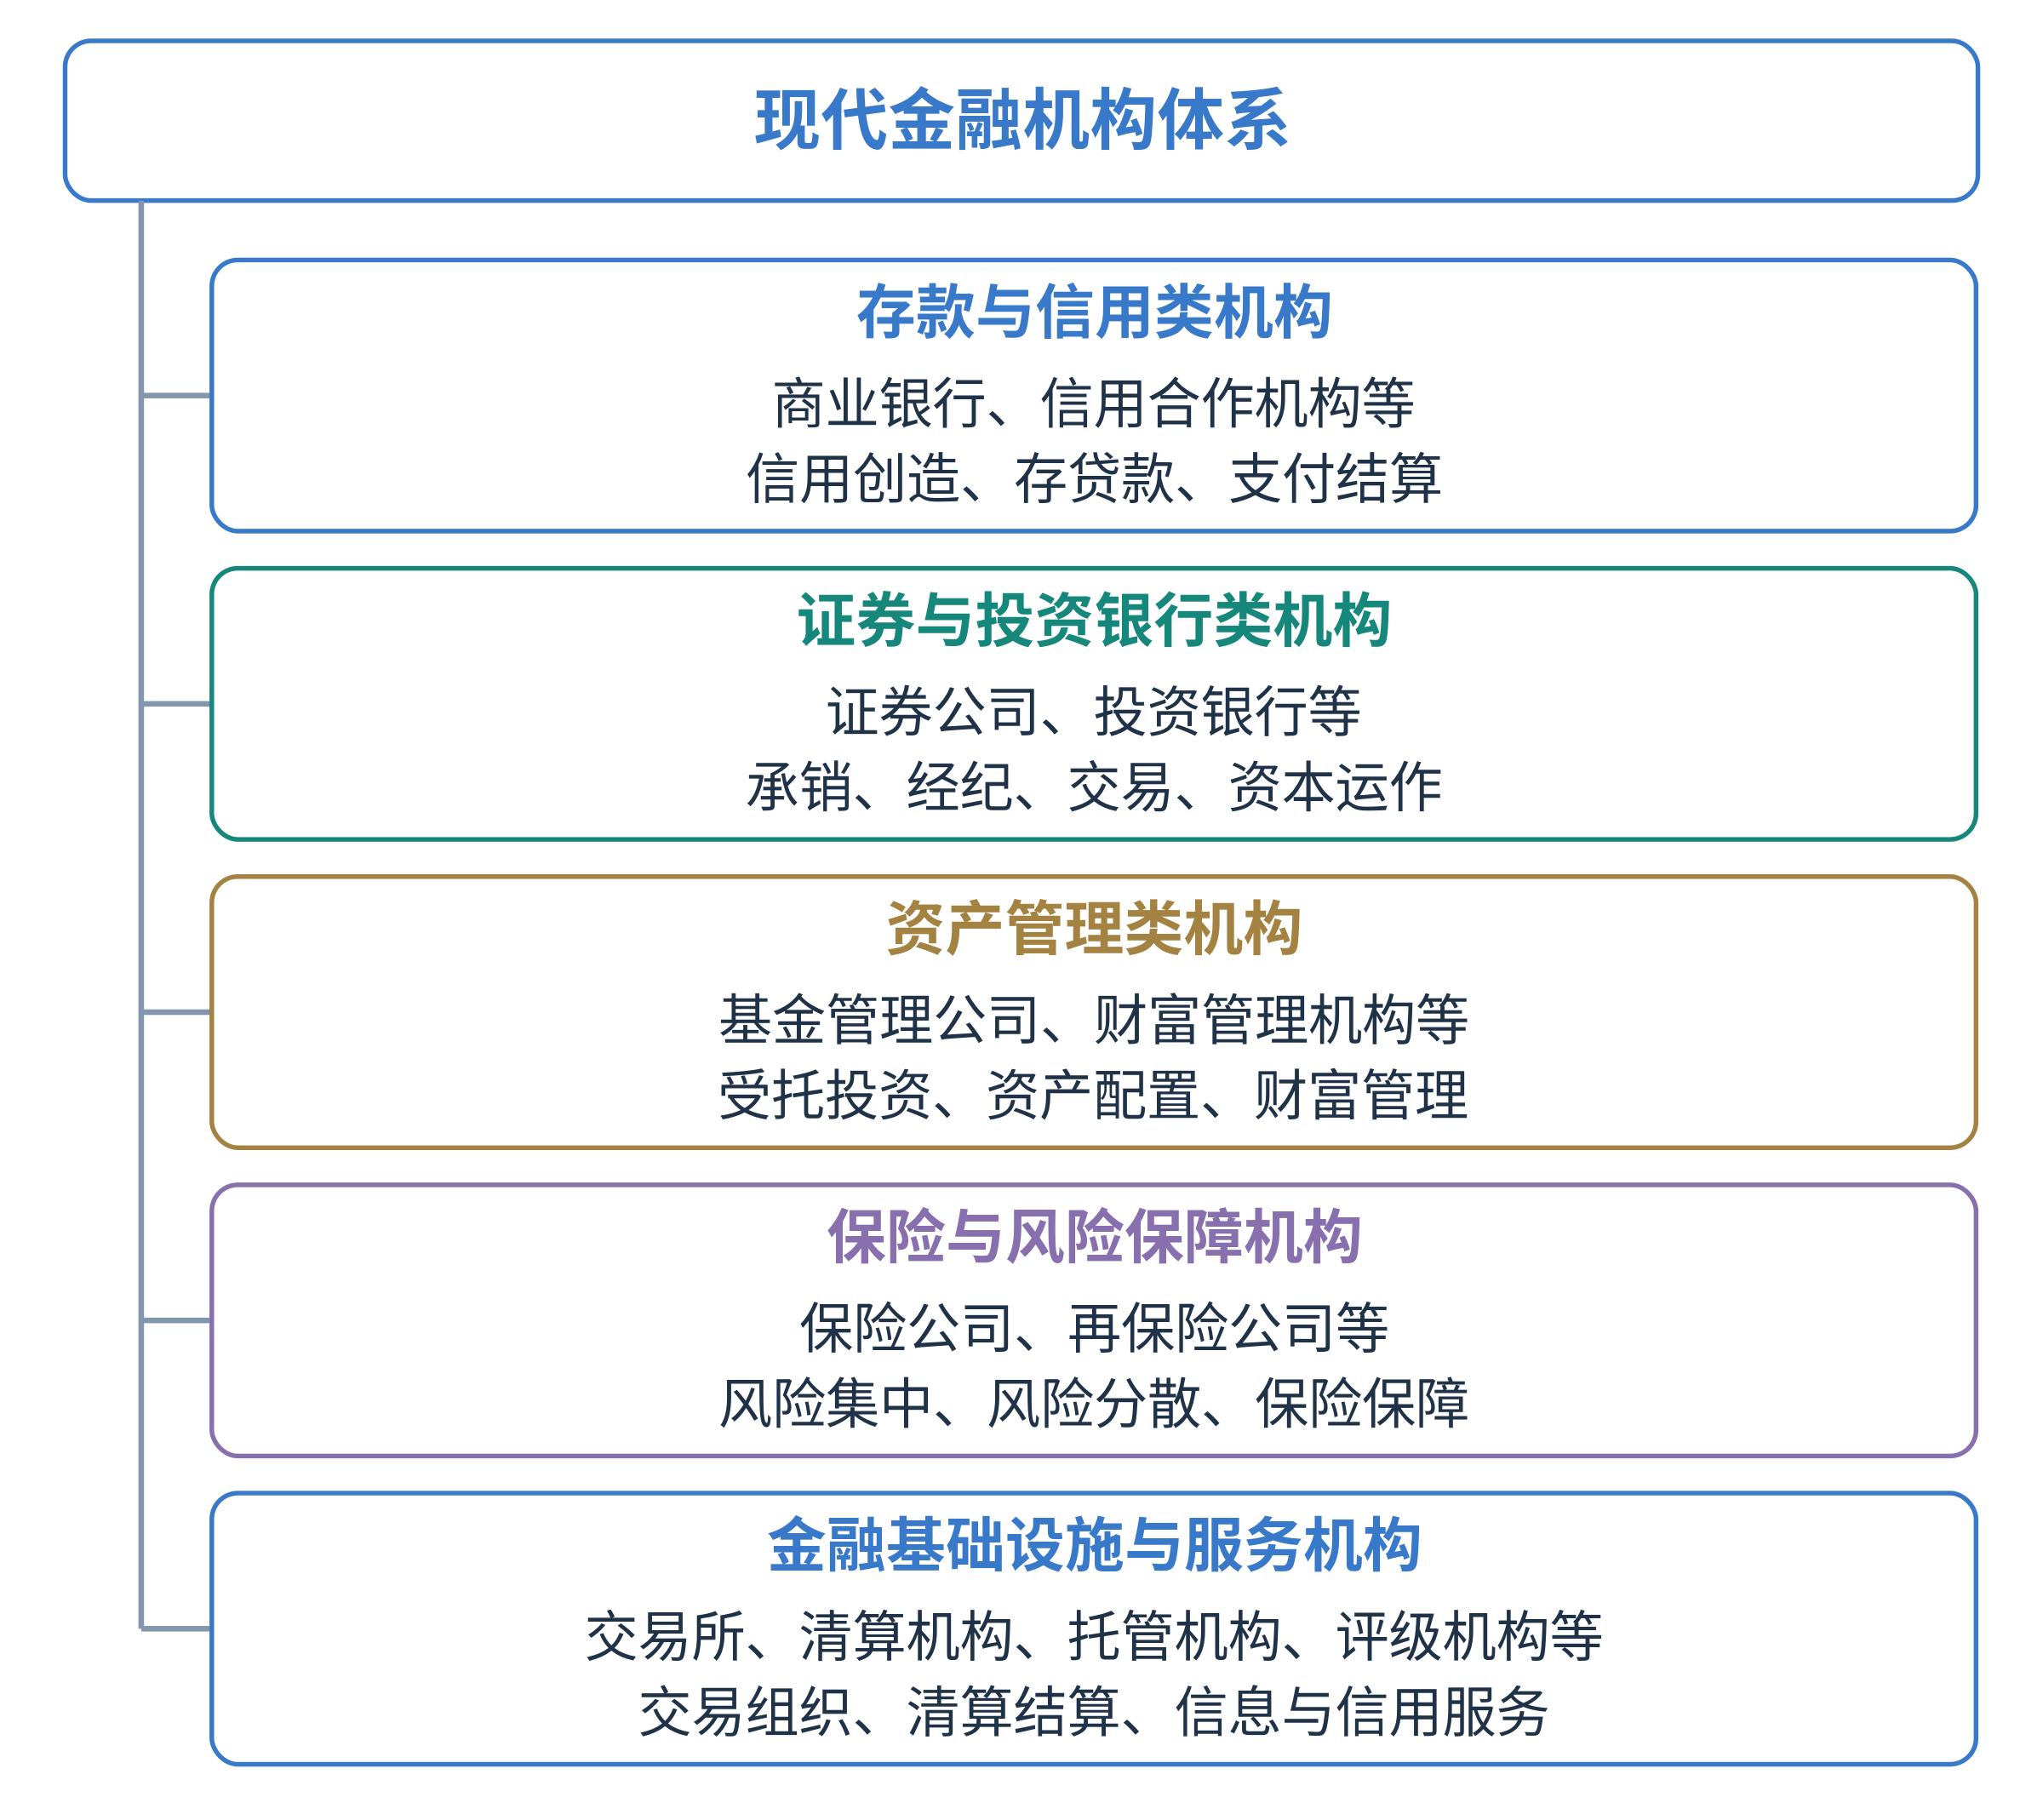 现代金融机构体系
存款与信用类机构
商业银行、信用合作机构等
信用创造、存贷款、支付结算
证券与投资银行类机构
证券公司、投资银行等
承销、经纪、交易、资本运作
资产管理类机构
基金管理公司、财富管理机构等
受托投资、资产配置、财富管理
保险与风险保障机构
保险公司、再保险公司等
风险集中、风险分散、保险保障
金融基础设施与服务机构
交易所、清算机构、托管机构、评级机构等
交易组织、清算结算、信息与信用服务